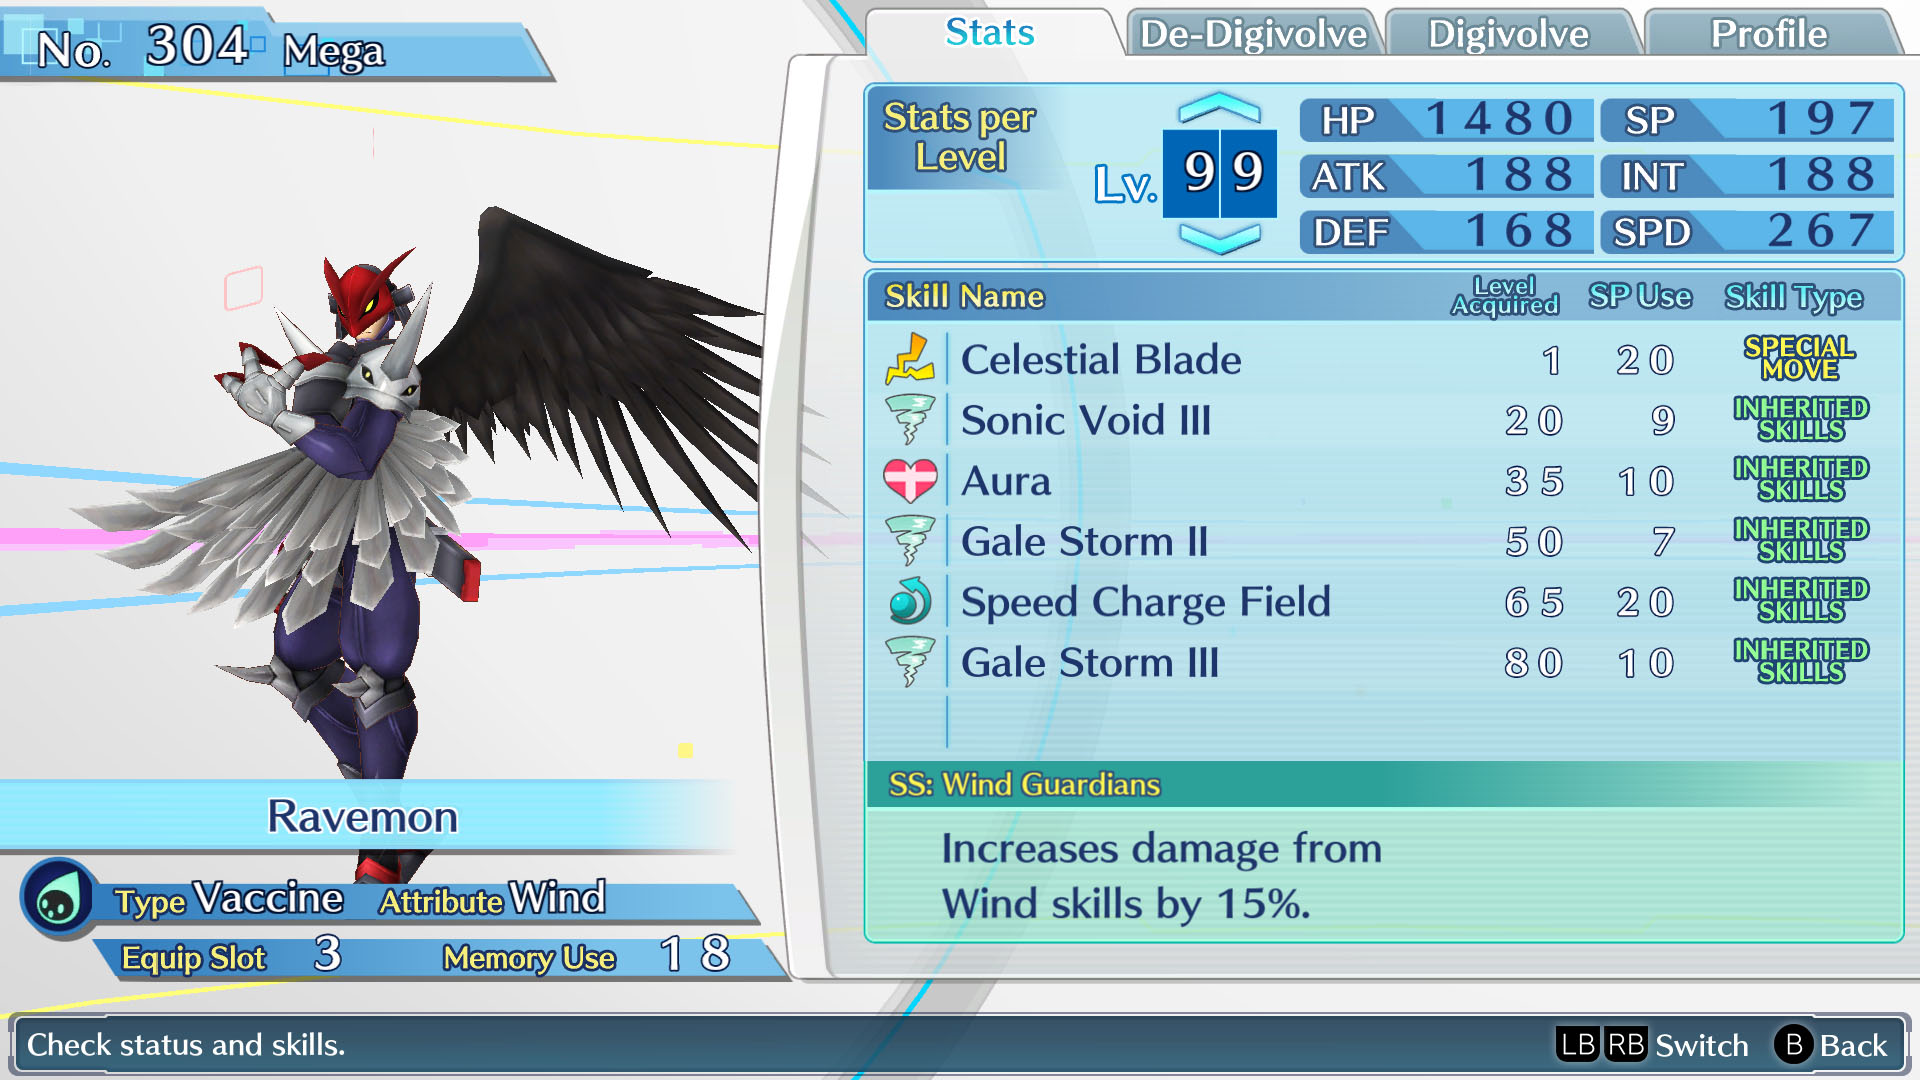 No. 304 Mega
Stats De-Digivolve Digivolve Profile
Stats per
Level
Lv. 99
HP 1480 SP 197
ATK 188 INT 188
DEF 168 SPD 267
Skill Name Level Acquired SP Use Skill Type
Celestial Blade 1 20 SPECIAL MOVE
Sonic Void III 20 9 INHERITED SKILLS
Aura 35 10 INHERITED SKILLS
Gale Storm II 50 7 INHERITED SKILLS
Speed Charge Field 65 20 INHERITED SKILLS
Gale Storm III 80 10 INHERITED SKILLS
SS: Wind Guardians
Increases damage from
Wind skills by 15%.
Ravemon
Type Vaccine Attribute Wind
Equip Slot 3 Memory Use 18
Check status and skills.
LB RB Switch B Back